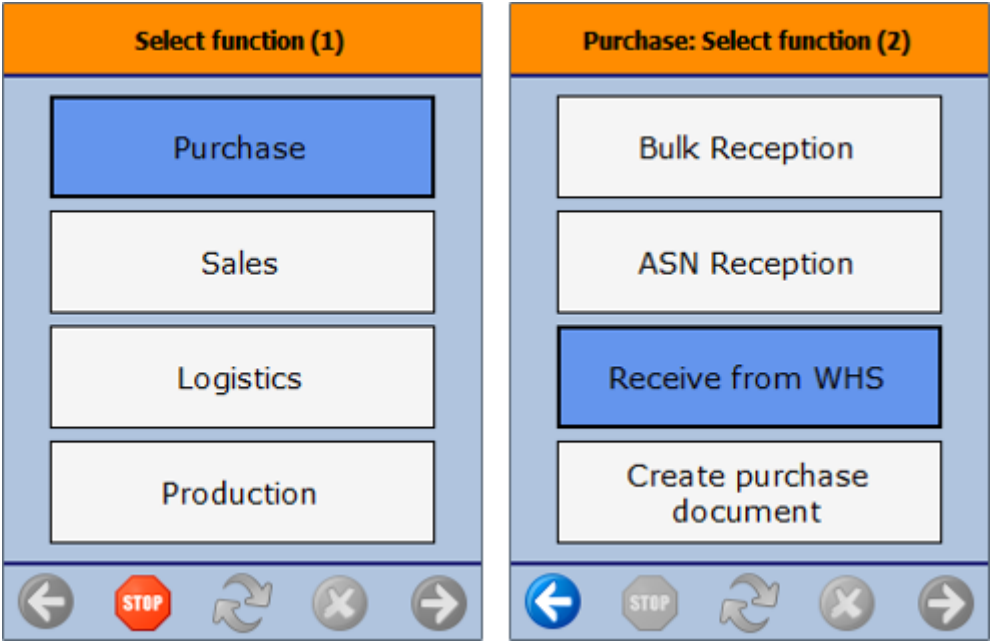 Select function (1)
Purchase
Sales
Logistics
Production
STOP
Purchase: Select function (2)
Bulk Reception
ASN Reception
Receive from WHS
Create purchase
document
STOP